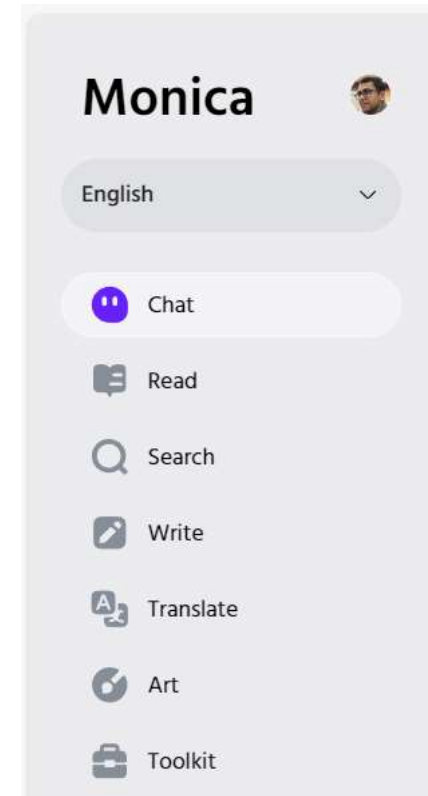 Monica
English
Chat
Read
Search
Write
Translate
Art
Toolkit